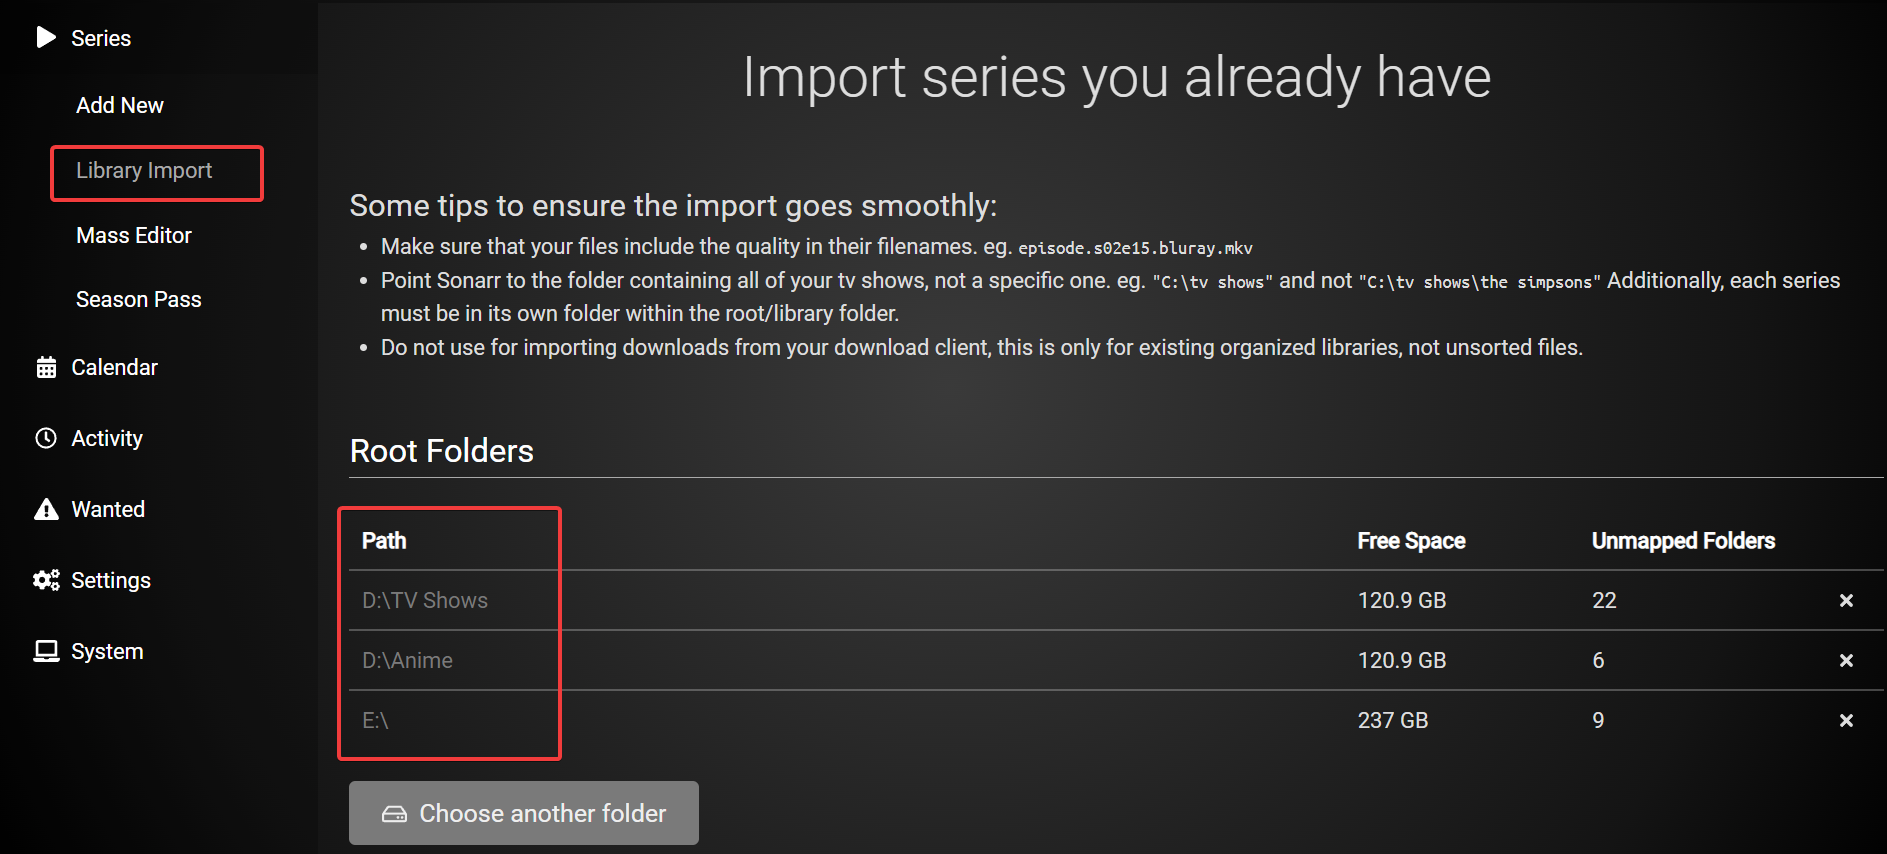 Series
Add New
Library Import
Mass Editor
Season Pass
Calendar
Activity
Wanted
Settings
System
Import series you already have
Some tips to ensure the import goes smoothly:
Make sure that your files include the quality in their filenames. eg. episode.s02e15.bluray.mkv
Point Sonarr to the folder containing all of your tv shows, not a specific one. eg. "C:\tv shows" and not "C:\tv shows\the simpsons" Additionally, each series
must be in its own folder within the root/library folder.
Do not use for importing downloads from your download client, this is only for existing organized libraries, not unsorted files.
Root Folders
Path Free Space Unmapped Folders
D:\TV Shows 120.9 GB 22
D:\Anime 120.9 GB 6
E:\ 237 GB 9
Choose another folder